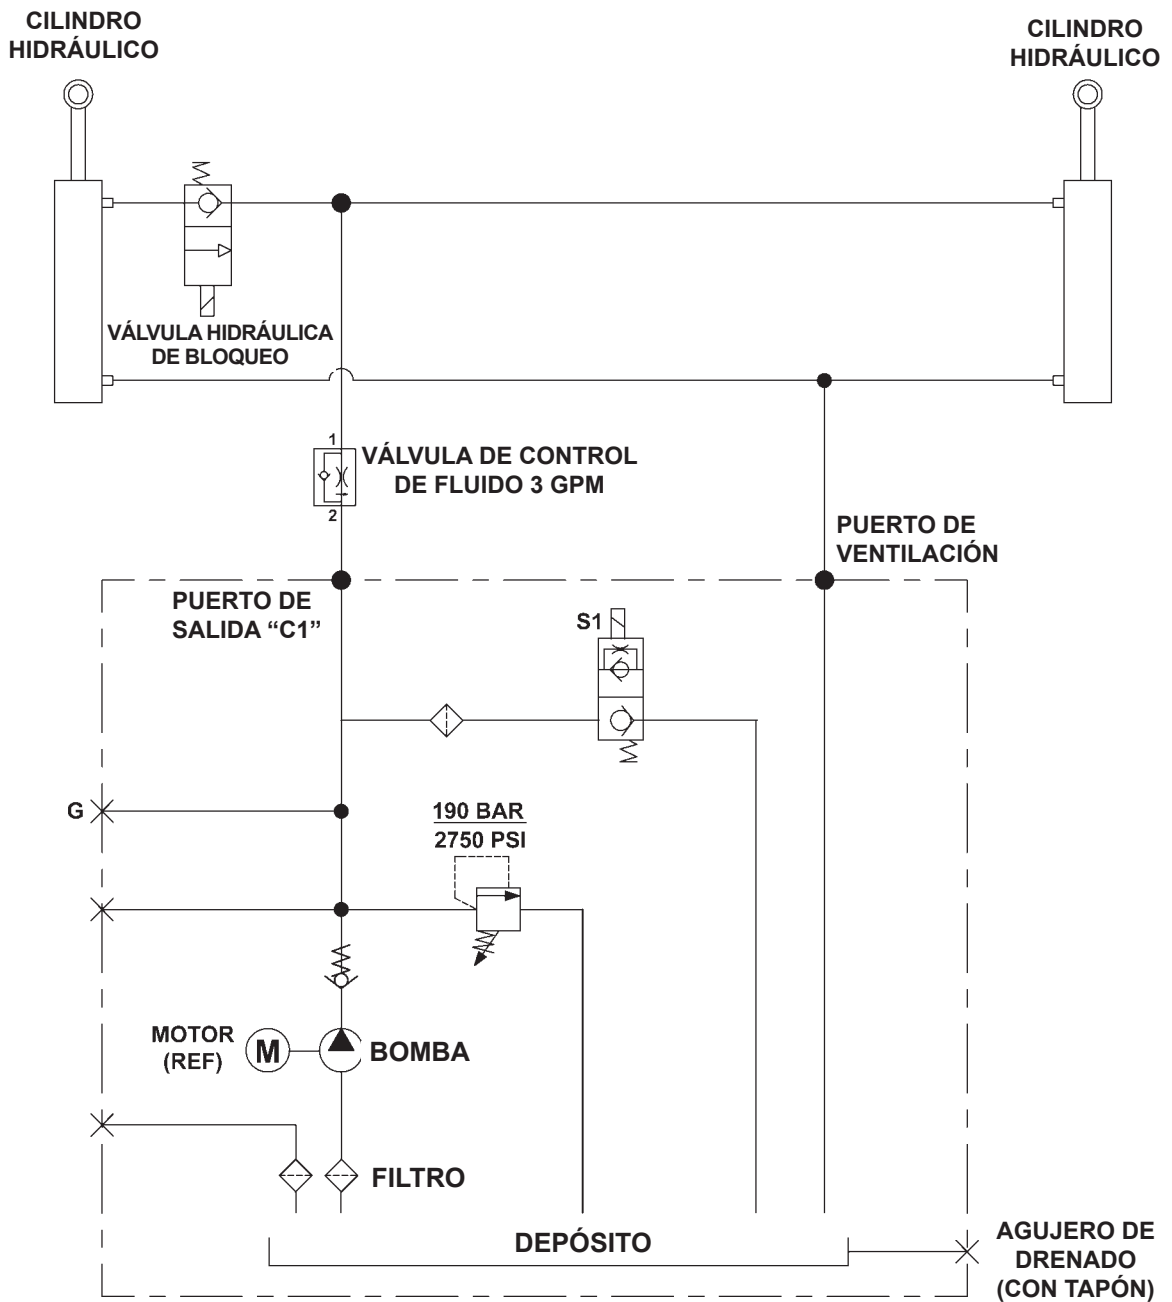 CILINDRO
HIDRÁULICO
CILINDRO
HIDRÁULICO
VÁLVULA HIDRÁULICA
DE BLOQUEO
1
VÁLVULA DE CONTROL
DE FLUIDO 3 GPM
2
PUERTO DE
VENTILACIÓN
PUERTO DE
SALIDA “C1”
S1
G
190 BAR
2750 PSI
MOTOR
(REF)
M
BOMBA
FILTRO
DEPÓSITO
AGUJERO DE
DRENADO
(CON TAPÓN)